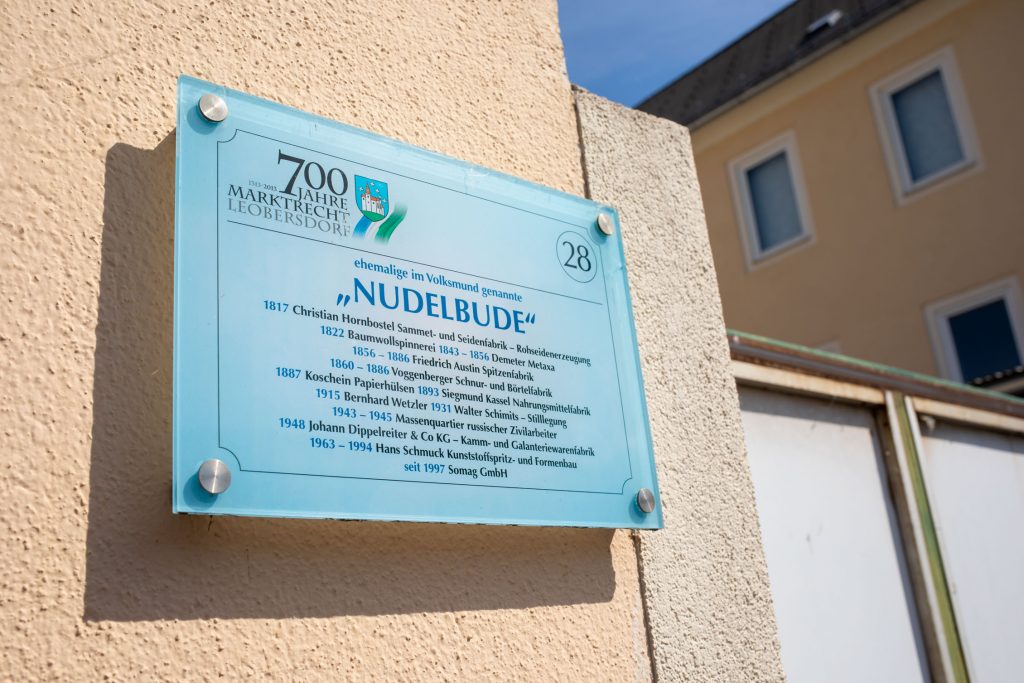 700
1313-2013 JAHRE
MARKTRECHT
LEOBERSDORF
28
ehemalige im Volksmund genannte
„NUDELBUDE“
1817 Christian Hornbostel Sammet- und Seidenfabrik – Rohseidenerzeugung
1822 Baumwollspinnerei 1843 – 1856 Demeter Metaxa
1856 – 1886 Friedrich Austin Spitzenfabrik
1860 – 1886 Voggenberger Schnur- und Börtelfabrik
1887 Koschein Papierhülsen 1893 Siegmund Kassel Nahrungsmittelfabrik
1915 Bernhard Wetzler 1931 Walter Schimits – Stilllegung
1943 – 1945 Massenquartier russischer Zivilarbeiter
1948 Johann Dippelreiter & Co KG – Kamm- und Galanteriewarenfabrik
1963 – 1994 Hans Schmuck Kunststoffspritz- und Formenbau
seit 1997 Somag GmbH